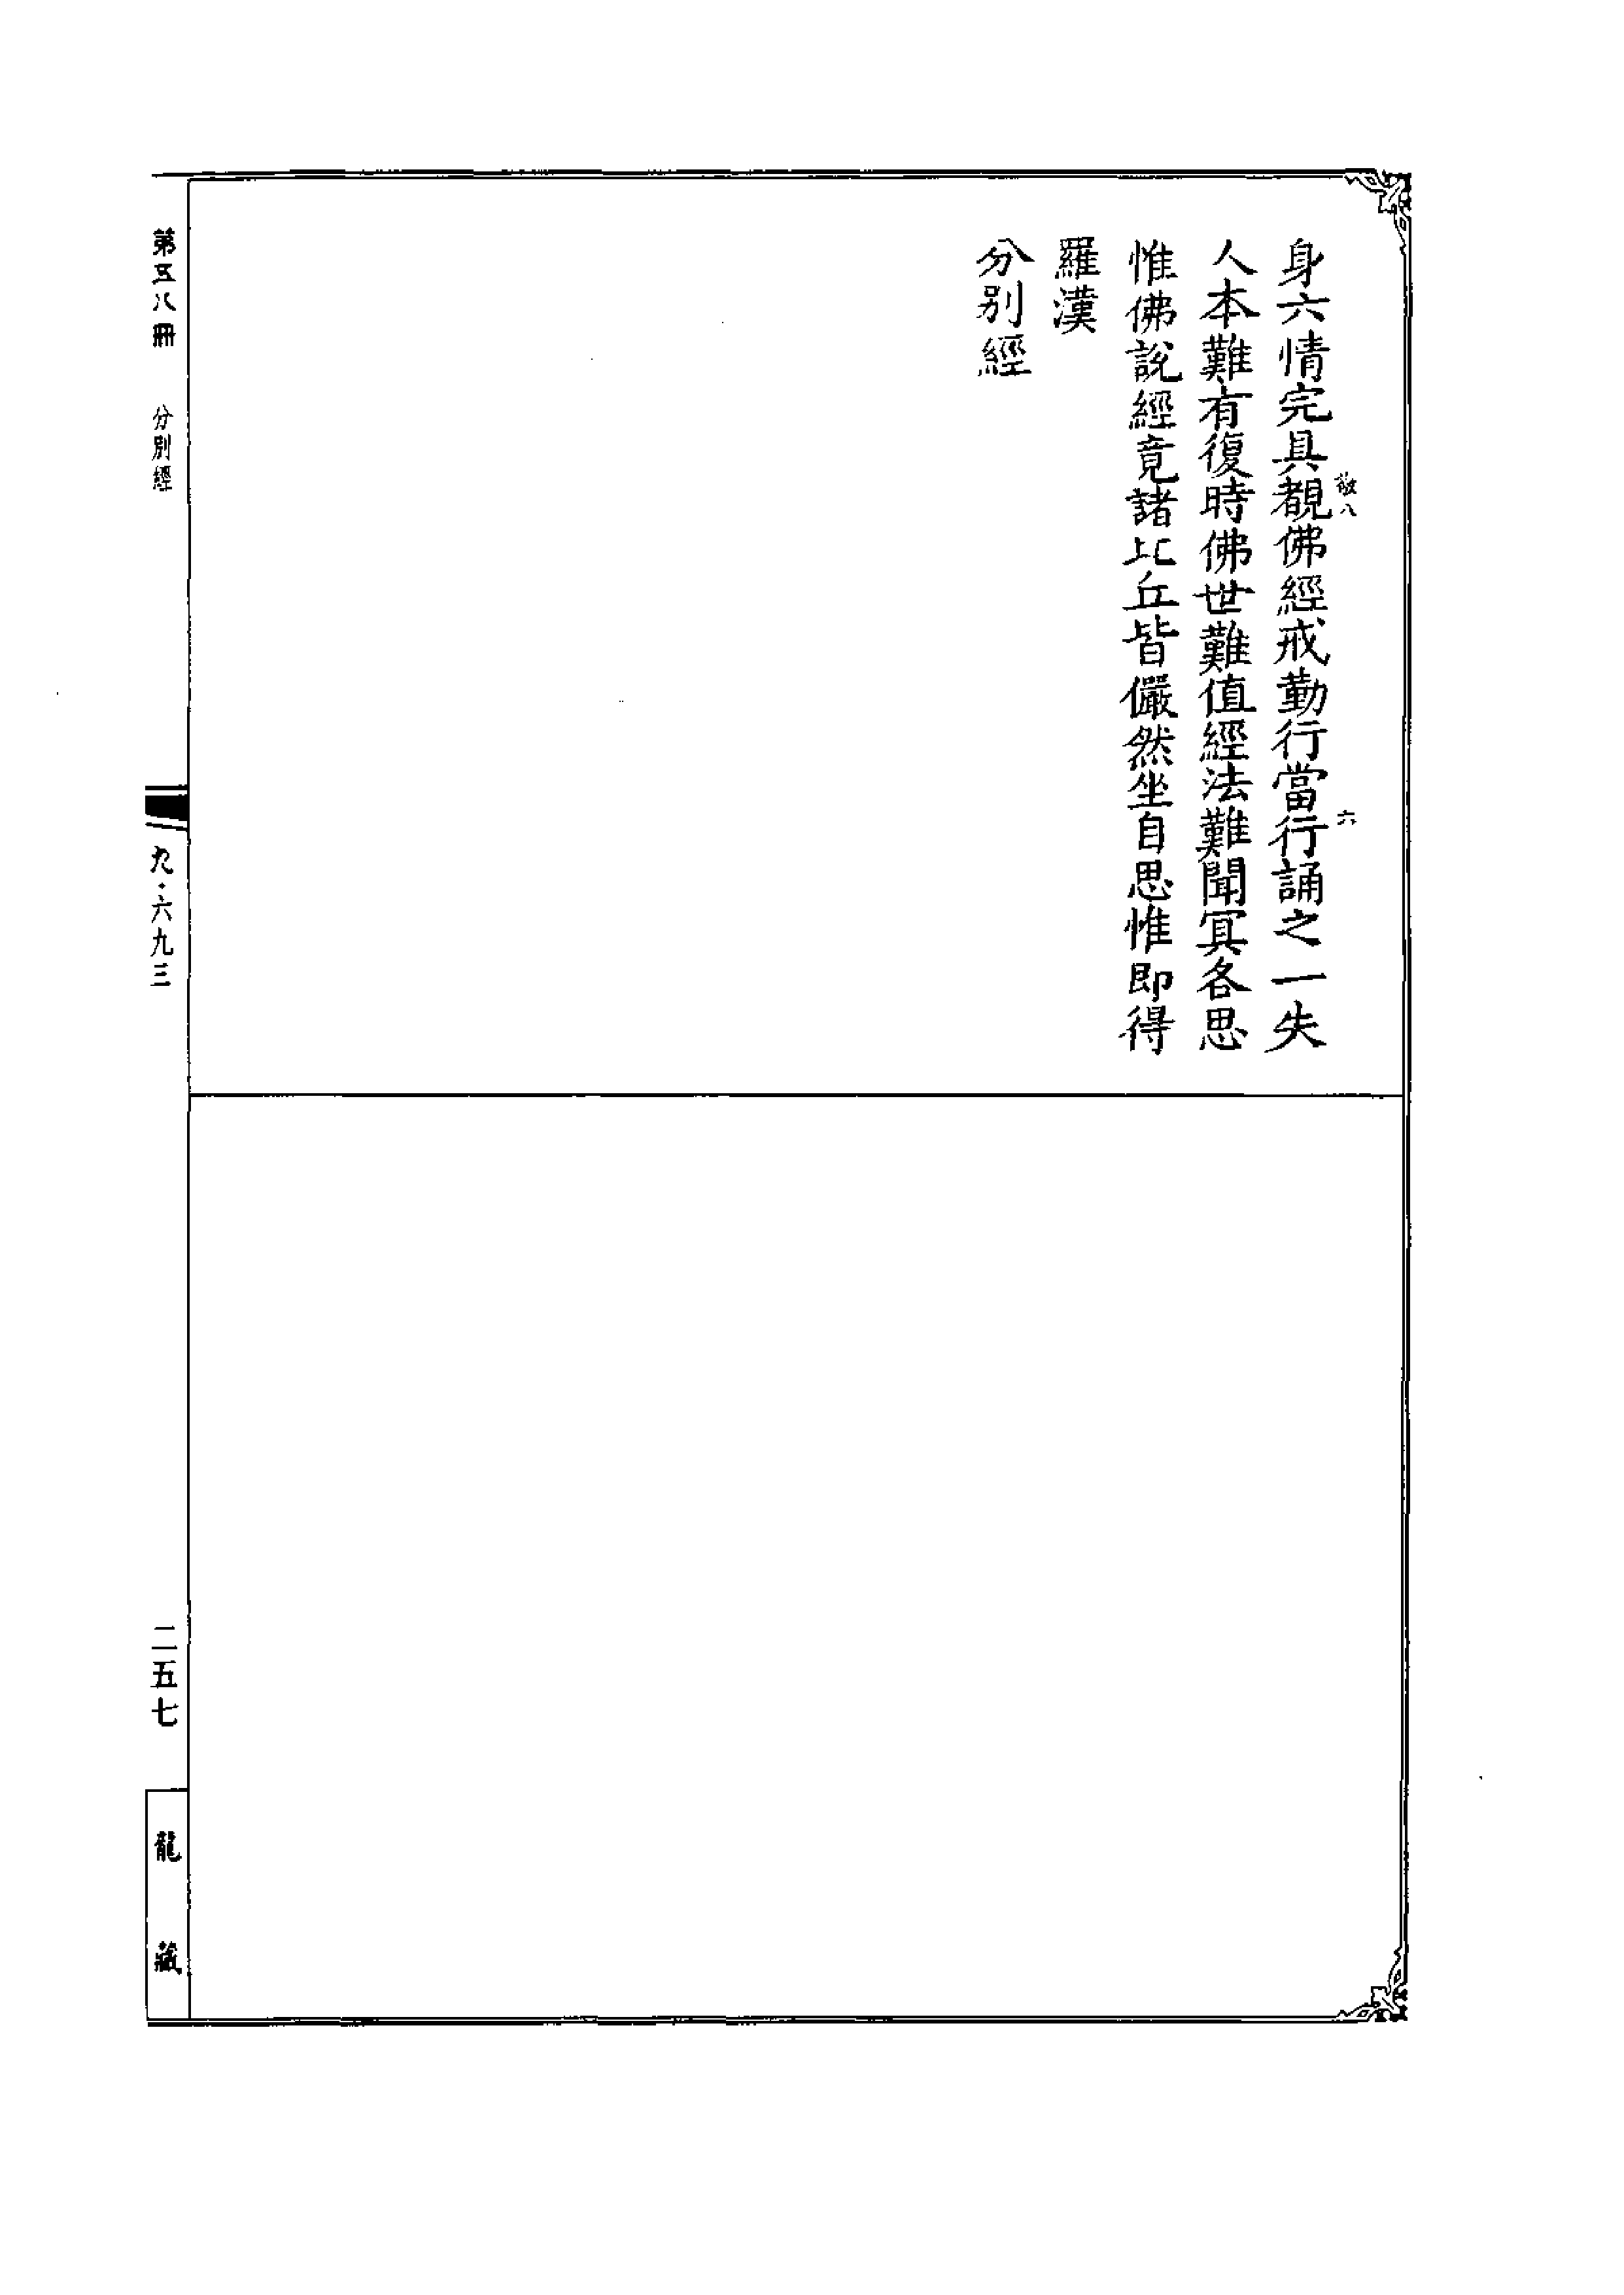 敬八
六
身六情完具覩佛經戒勤行當行誦之一失
人本難有復時佛世難值經法難聞冥各思
惟佛說經竟諸比丘皆儼然坐自思惟即得
羅漢
分別經
第五八冊 分別經
九·六九三
二五七
龍藏